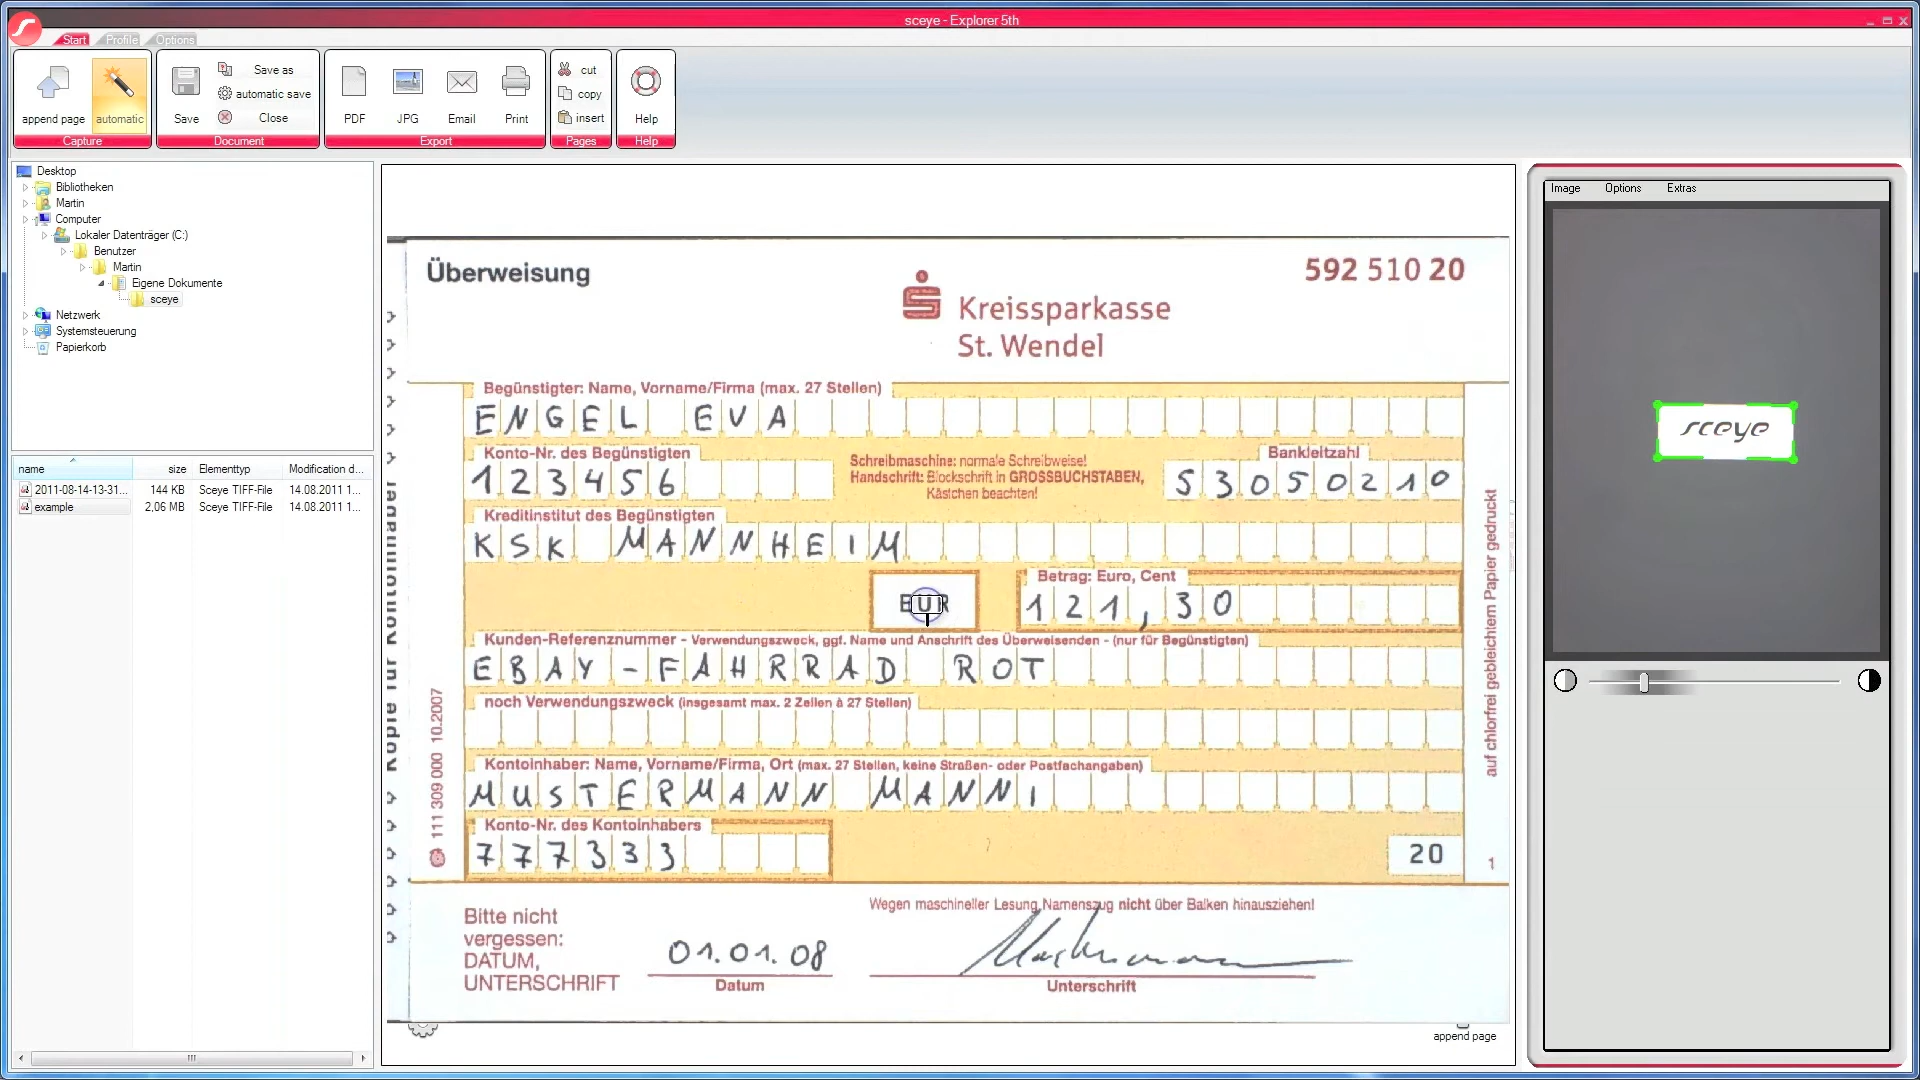 sceye - Explorer 5th
Start Profile Options
append page automatic
Capture
Save Save as automatic save Close
Document
PDF JPG Email Print
Export
cut copy insert
Pages
Help
Help
Desktop
Bibliotheken
Martin
Computer
Lokaler Datenträger (C:)
Benutzer
Martin
Eigene Dokumente
sceye
Netzwerk
Systemsteuerung
Papierkorb
name size Elementtyp Modification d...
2011-08-14-13-31... 144 KB Sceye TIFF-File 14.08.2011 1...
example 2,06 MB Sceye TIFF-File 14.08.2011 1...
Überweisung
592 510 20
Kreissparkasse
St. Wendel
Begünstigter: Name, Vorname/Firma (max. 27 Stellen)
ENGEL EVA
Konto-Nr. des Begünstigten
123456
Schreibmaschine: normale Schreibweise!
Handschrift: Blockschrift in GROSSBUCHSTABEN,
Kästchen beachten!
Bankleitzahl
53050210
Kreditinstitut des Begünstigten
KSK MANNHEIM
EUR
Betrag: Euro, Cent
121,30
Kunden-Referenznummer - Verwendungszweck, ggf. Name und Anschrift des Überweisenden - (nur für Begünstigten)
EBAY-FAHRRAD ROT
noch Verwendungszweck (insgesamt max. 2 Zeilen à 27 Stellen)
Kontoinhaber: Name, Vorname/Firma, Ort (max. 27 Stellen, keine Straßen- oder Postfachangaben)
MUSTERMANN MANNI
Konto-Nr. des Kontoinhabers
777333
20
1
Kopie für Kontoinhaber
111 309 000 10.2007
auf chlorfrei gebleichtem Papier gedruckt
Bitte nicht
vergessen:
DATUM,
UNTERSCHRIFT
01.01.08
Datum
Wegen maschineller Lesung Namenszug nicht über Balken hinausziehen!
Unterschrift
append page
Image Options Extras
sceye